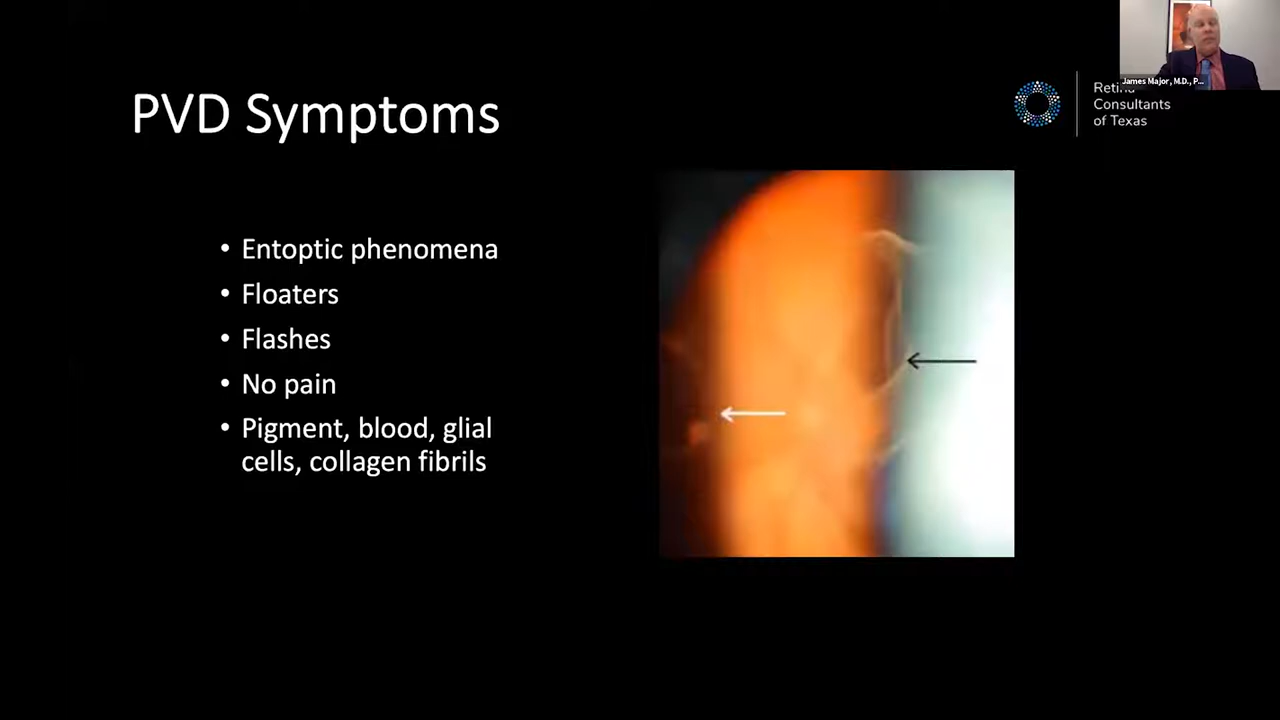 James Major, M.D., P...
PVD Symptoms
Retina
Consultants
of Texas
• Entoptic phenomena
• Floaters
• Flashes
• No pain
• Pigment, blood, glial
cells, collagen fibrils